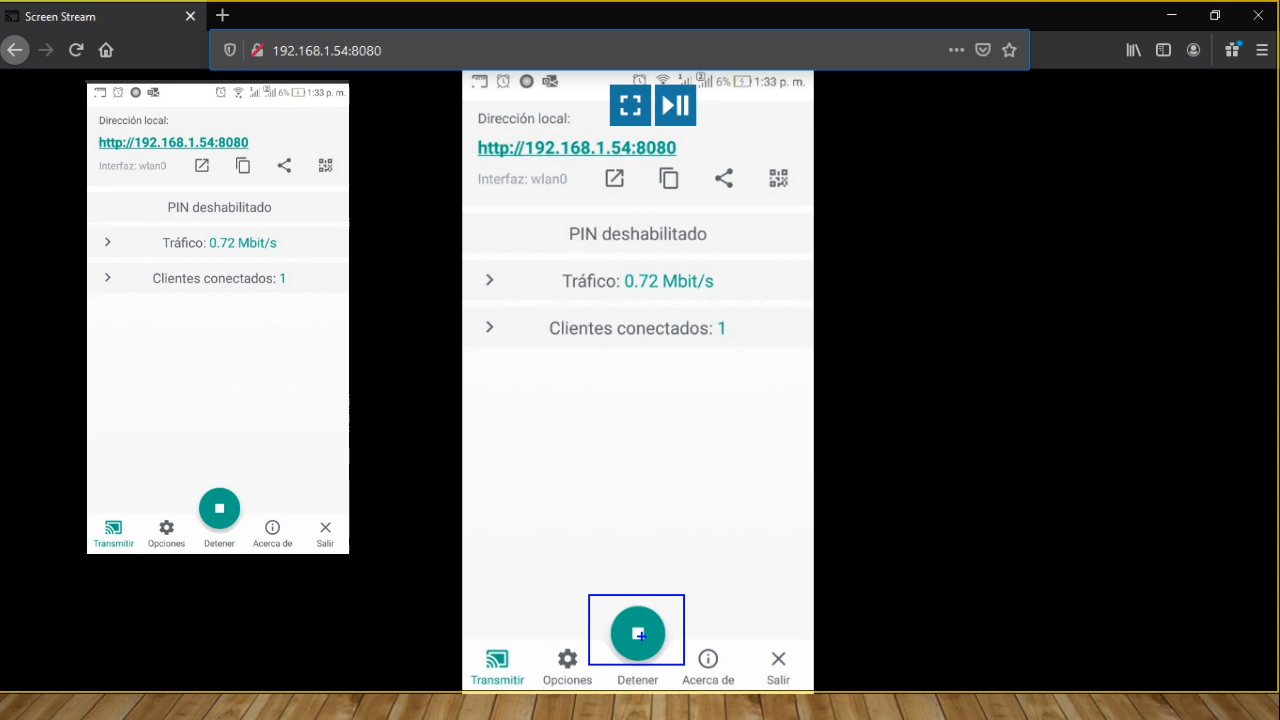 Screen Stream
192.168.1.54:8080
6% 1:33 p. m.
Dirección local:
http://192.168.1.54:8080
Interfaz: wlan0
PIN deshabilitado
Tráfico: 0.72 Mbit/s
Clientes conectados: 1
Transmitir Opciones Detener Acerca de Salir
1 2 6% 1:33 p. m.
Dirección local:
http://192.168.1.54:8080
Interfaz: wlan0
PIN deshabilitado
Tráfico: 0.72 Mbit/s
Clientes conectados: 1
Transmitir Opciones Detener Acerca de Salir